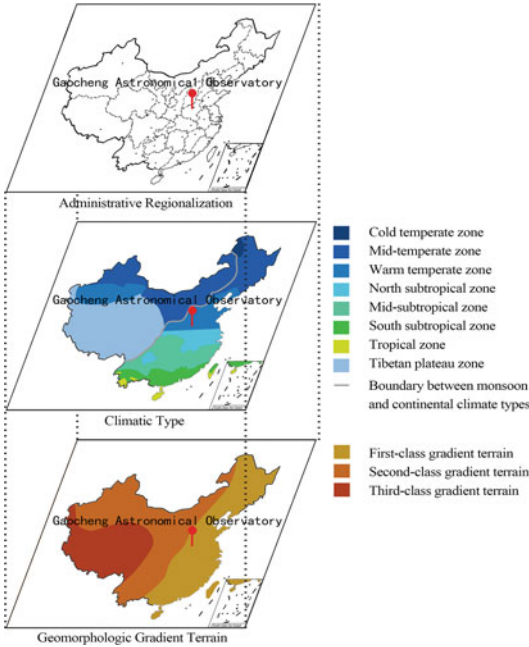 Gaocheng Astronomical Observatory
Administrative Regionalization
Gaocheng Astronomical Observatory
Cold temperate zone
Mid-temperate zone
Warm temperate zone
North subtropical zone
Mid-subtropical zone
South subtropical zone
Tropical zone
Tibetan plateau zone
Boundary between monsoon
and continental climate types
Climatic Type
Gaocheng Astronomical Observatory
First-class gradient terrain
Second-class gradient terrain
Third-class gradient terrain
Geomorphologic Gradient Terrain